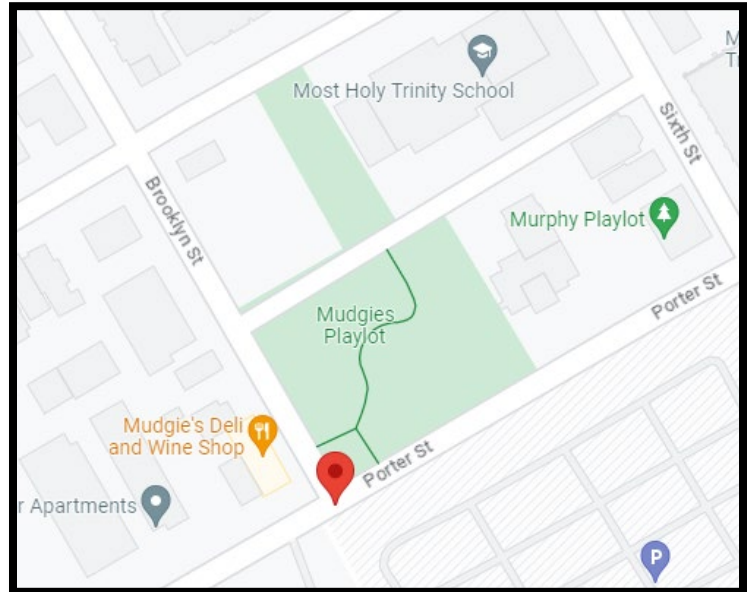 M
T
Most Holy Trinity School
Sixth St
Brooklyn St
Murphy Playlot
Porter St
Mudgies
Playlot
Mudgie's Deli
and Wine Shop
Porter St
r Apartments
P